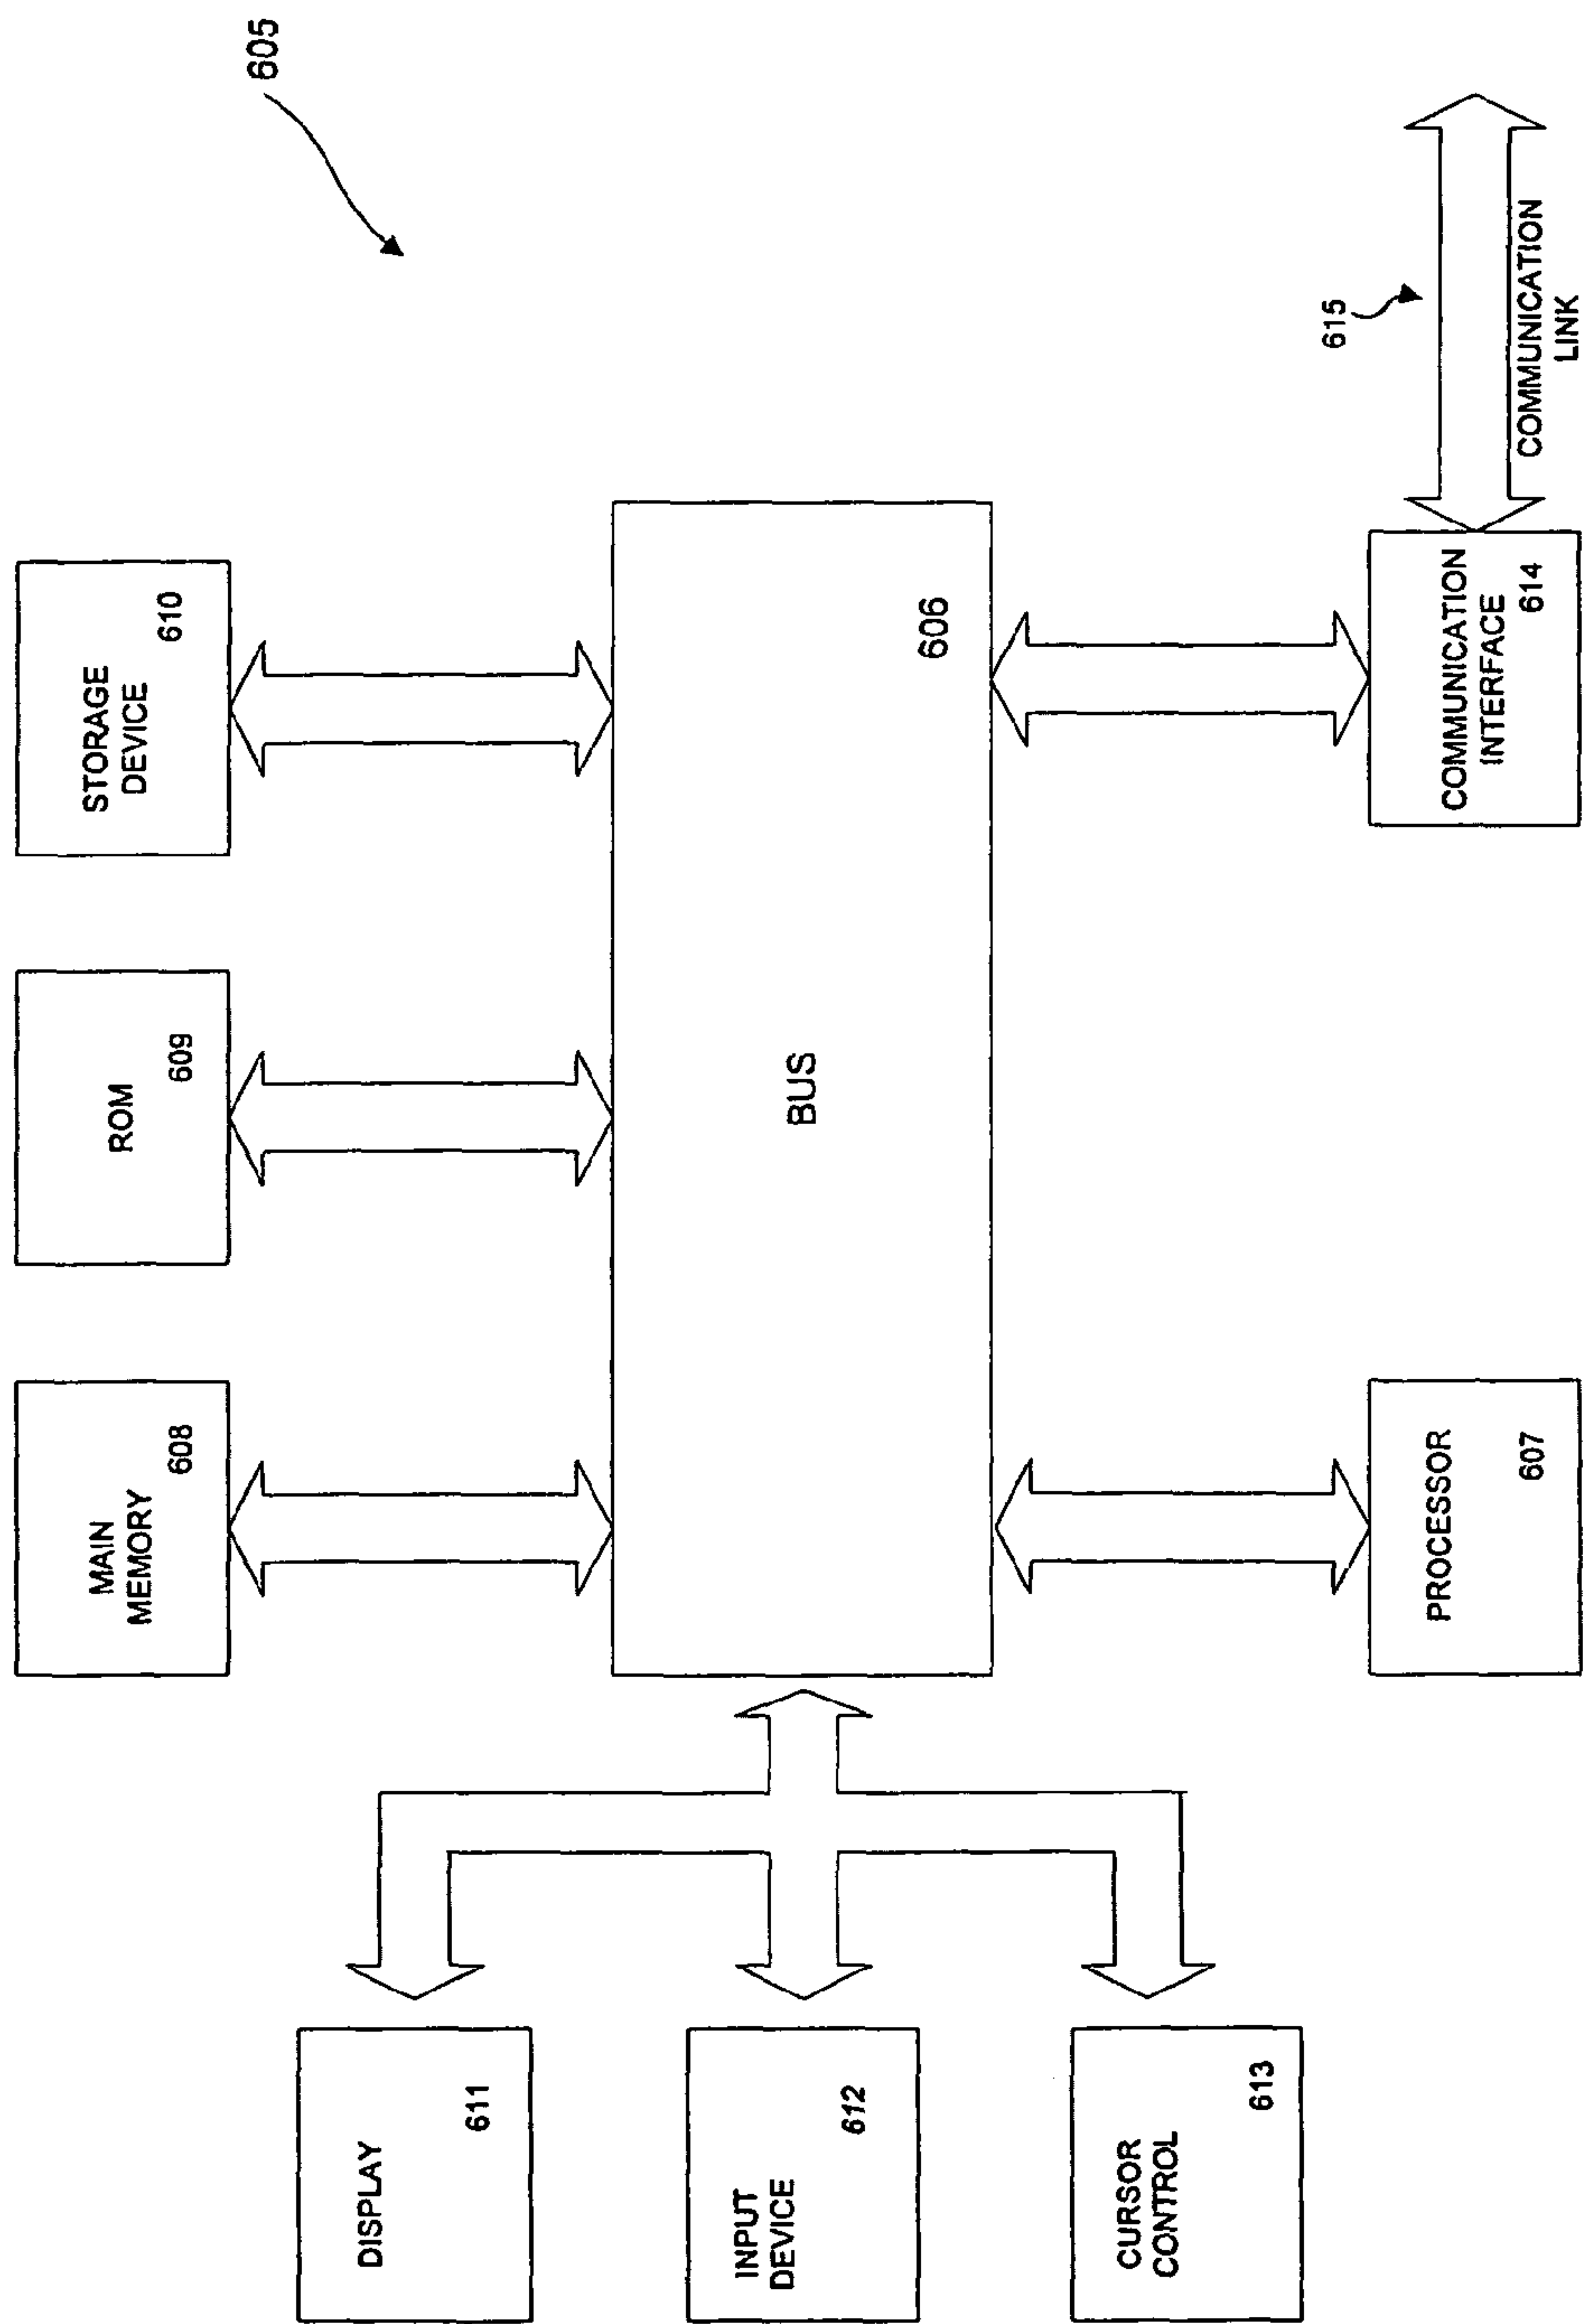 605
MAIN
MEMORY
608
ROM
609
STORAGE
DEVICE
610
DISPLAY
611
INPUT
DEVICE
612
CURSOR
CONTROL
613
BUS
606
PROCESSOR
607
COMMUNICATION
INTERFACE
614
615
COMMUNICATION
LINK